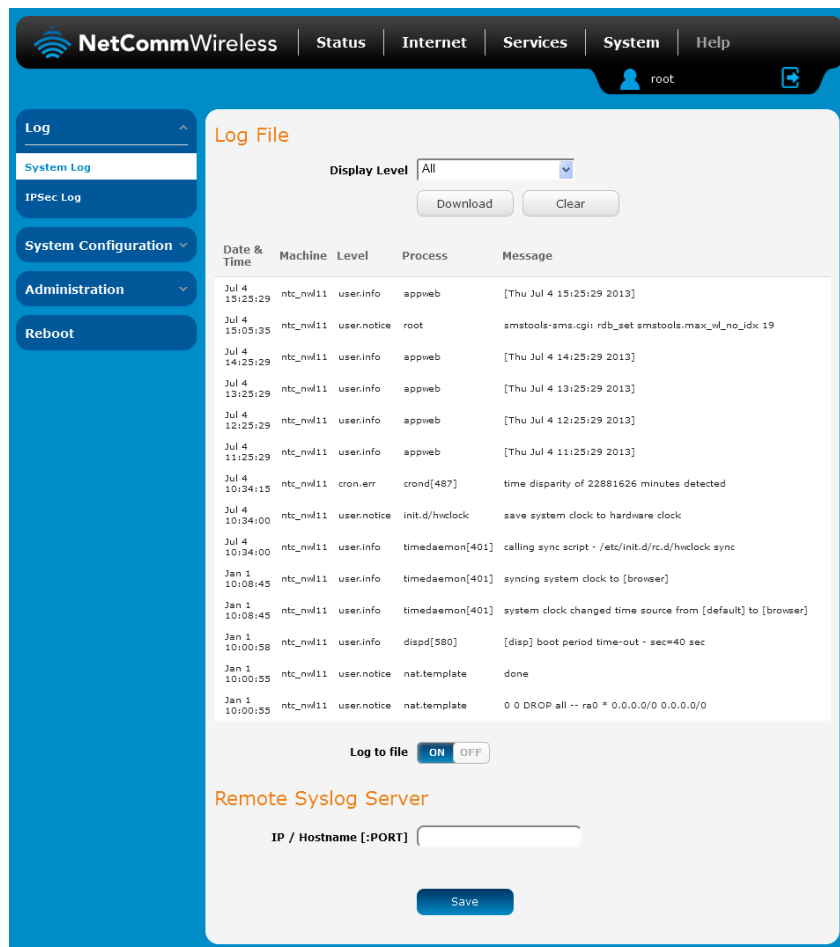 NetCommWireless Status Internet Services System Help
root
Log
System Log
IPSec Log
System Configuration
Administration
Reboot
Log File
Display Level All
Download Clear
Date & Time Machine Level Process Message
Jul 4 15:25:29 ntc_nwl11 user.info appweb [Thu Jul 4 15:25:29 2013]
Jul 4 15:05:35 ntc_nwl11 user.notice root smstools-sms.cgi: rdb_set smstools.max_wl_no_idx 19
Jul 4 14:25:29 ntc_nwl11 user.info appweb [Thu Jul 4 14:25:29 2013]
Jul 4 13:25:29 ntc_nwl11 user.info appweb [Thu Jul 4 13:25:29 2013]
Jul 4 12:25:29 ntc_nwl11 user.info appweb [Thu Jul 4 12:25:29 2013]
Jul 4 11:25:29 ntc_nwl11 user.info appweb [Thu Jul 4 11:25:29 2013]
Jul 4 10:34:15 ntc_nwl11 cron.err crond[487] time disparity of 22881626 minutes detected
Jul 4 10:34:00 ntc_nwl11 user.notice init.d/hwclock save system clock to hardware clock
Jul 4 10:34:00 ntc_nwl11 user.info timedaemon[401] calling sync script - /etc/init.d/rc.d/hwclock sync
Jan 1 10:08:45 ntc_nwl11 user.info timedaemon[401] syncing system clock to [browser]
Jan 1 10:08:45 ntc_nwl11 user.info timedaemon[401] system clock changed time source from [default] to [browser]
Jan 1 10:00:58 ntc_nwl11 user.info dispd[580] [disp] boot period time-out - sec=40 sec
Jan 1 10:00:55 ntc_nwl11 user.notice nat.template done
Jan 1 10:00:55 ntc_nwl11 user.notice nat.template 0 0 DROP all -- ra0 * 0.0.0.0/0 0.0.0.0/0
Log to file ON OFF
Remote Syslog Server
IP / Hostname [:PORT]
Save